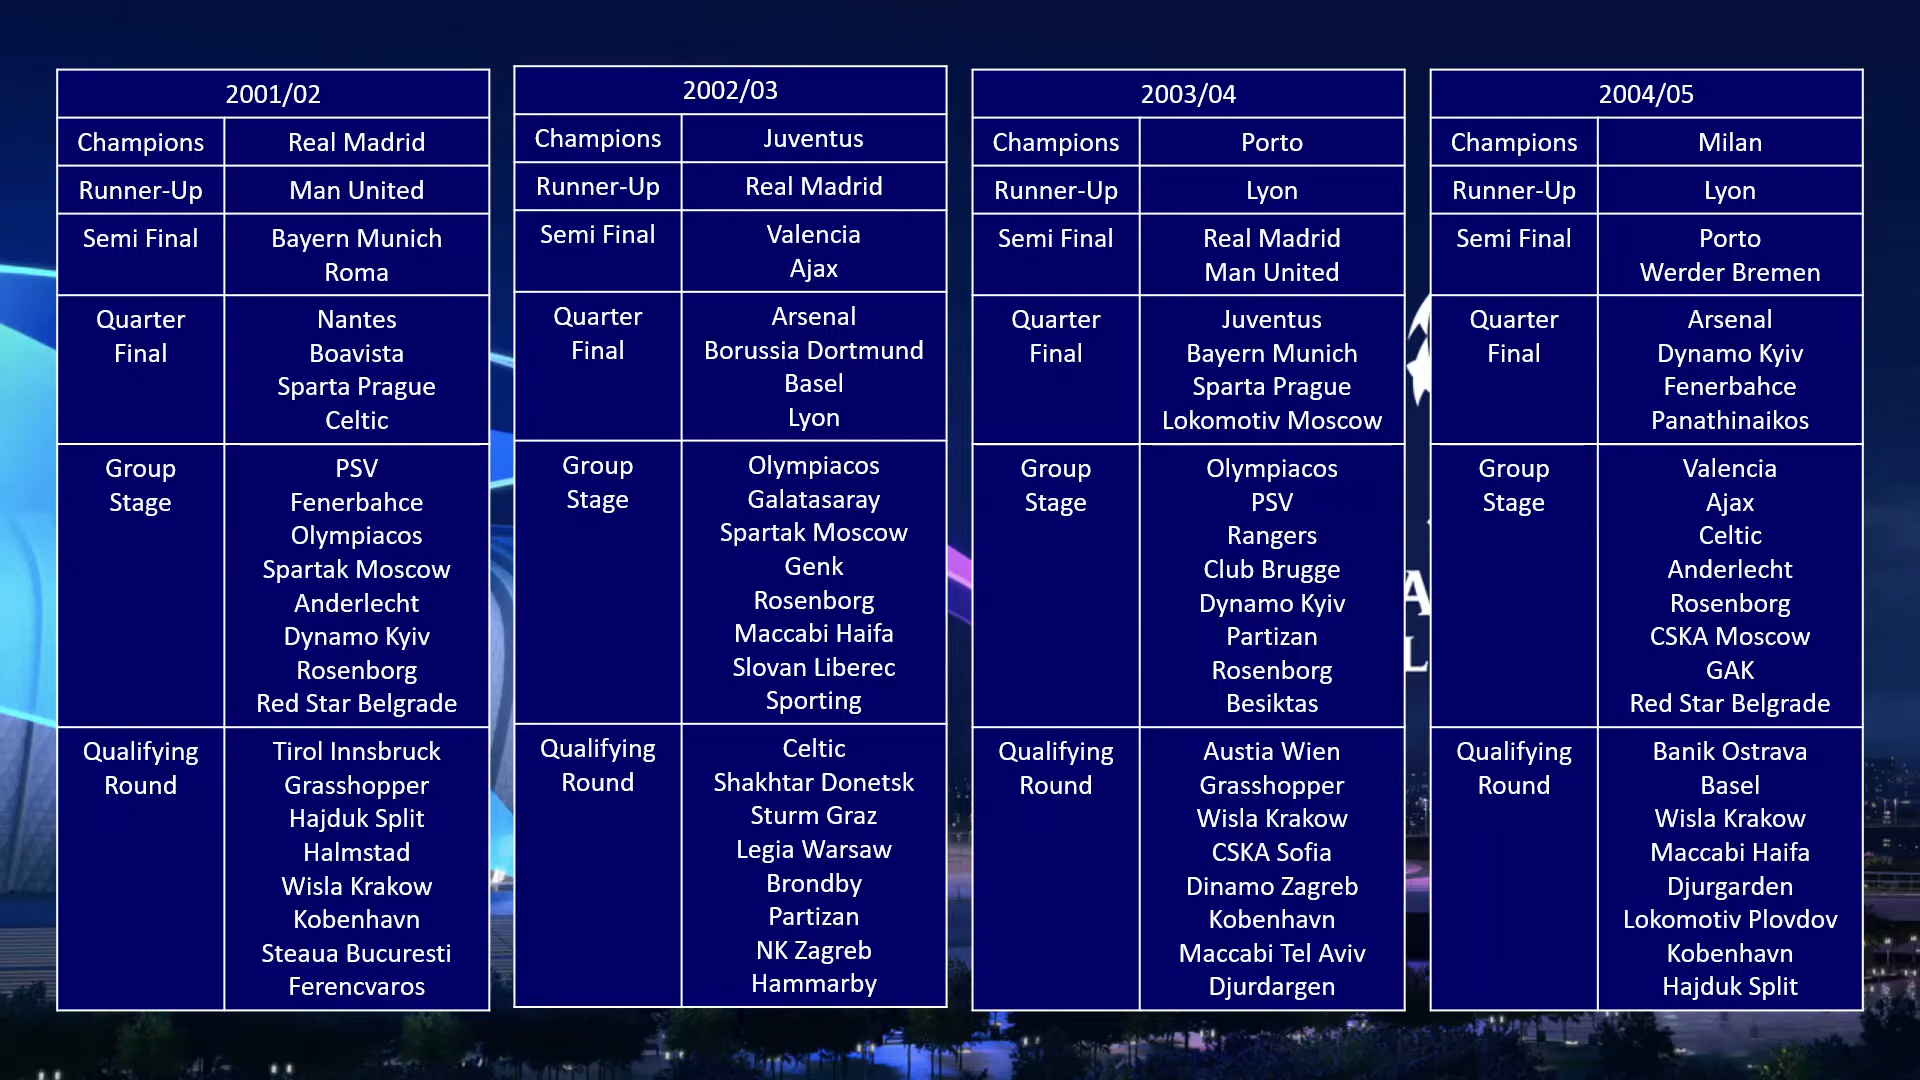 2001/02
Champions
Real Madrid
Runner-Up
Man United
Semi Final
Bayern Munich
Roma
Quarter
Final
Nantes
Boavista
Sparta Prague
Celtic
Group
Stage
PSV
Fenerbahce
Olympiacos
Spartak Moscow
Anderlecht
Dynamo Kyiv
Rosenborg
Red Star Belgrade
Qualifying
Round
Tirol Innsbruck
Grasshopper
Hajduk Split
Halmstad
Wisla Krakow
Kobenhavn
Steaua Bucuresti
Ferencvaros
2002/03
Champions
Juventus
Runner-Up
Real Madrid
Semi Final
Valencia
Ajax
Quarter
Final
Arsenal
Borussia Dortmund
Basel
Lyon
Group
Stage
Olympiacos
Galatasaray
Spartak Moscow
Genk
Rosenborg
Maccabi Haifa
Slovan Liberec
Sporting
Qualifying
Round
Celtic
Shakhtar Donetsk
Sturm Graz
Legia Warsaw
Brondby
Partizan
NK Zagreb
Hammarby
2003/04
Champions
Porto
Runner-Up
Lyon
Semi Final
Real Madrid
Man United
Quarter
Final
Juventus
Bayern Munich
Sparta Prague
Lokomotiv Moscow
Group
Stage
Olympiacos
PSV
Rangers
Club Brugge
Dynamo Kyiv
Partizan
Rosenborg
Besiktas
Qualifying
Round
Austia Wien
Grasshopper
Wisla Krakow
CSKA Sofia
Dinamo Zagreb
Kobenhavn
Maccabi Tel Aviv
Djurdargen
2004/05
Champions
Milan
Runner-Up
Lyon
Semi Final
Porto
Werder Bremen
Quarter
Final
Arsenal
Dynamo Kyiv
Fenerbahce
Panathinaikos
Group
Stage
Valencia
Ajax
Celtic
Anderlecht
Rosenborg
CSKA Moscow
GAK
Red Star Belgrade
Qualifying
Round
Banik Ostrava
Basel
Wisla Krakow
Maccabi Haifa
Djurgarden
Lokomotiv Plovdov
Kobenhavn
Hajduk Split